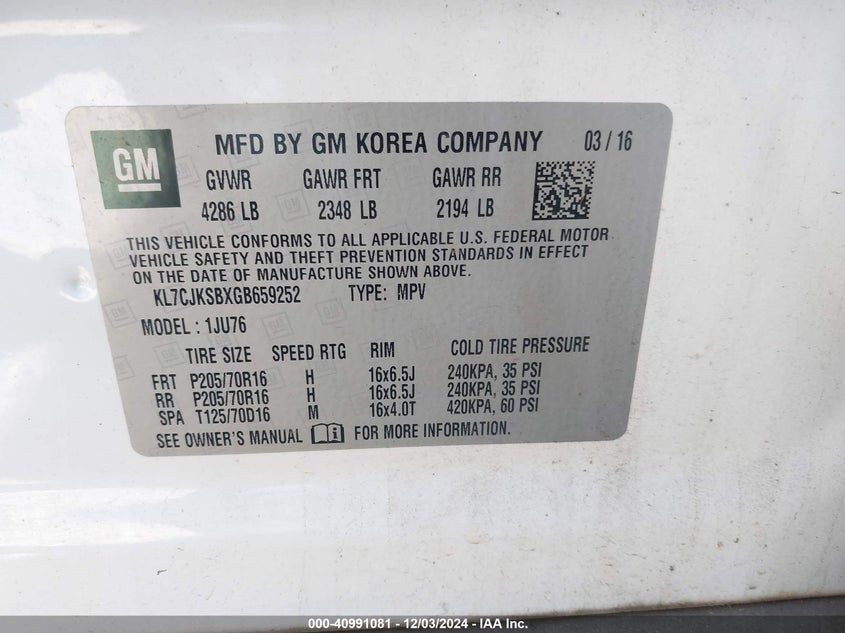 GM
MFD BY GM KOREA COMPANY 03 / 16
GVWR GAWR FRT GAWR RR
4286 LB 2348 LB 2194 LB
THIS VEHICLE CONFORMS TO ALL APPLICABLE U.S. FEDERAL MOTOR
VEHICLE SAFETY AND THEFT PREVENTION STANDARDS IN EFFECT
ON THE DATE OF MANUFACTURE SHOWN ABOVE.
KL7CJKSBXGB659252 TYPE: MPV
MODEL : 1JU76
TIRE SIZE SPEED RTG RIM COLD TIRE PRESSURE
FRT P205/70R16 H 16x6.5J 240KPA, 35 PSI
RR P205/70R16 H 16x6.5J 240KPA, 35 PSI
SPA T125/70D16 M 16x4.0T 420KPA, 60 PSI
SEE OWNER'S MANUAL FOR MORE INFORMATION.
000-40991081 - 12/03/2024 - IAA Inc.